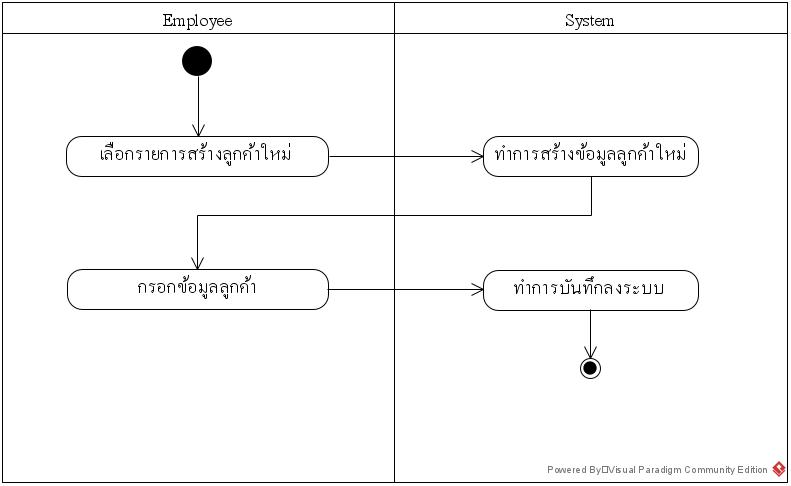 Employee
System
เลือกรายการสร้างลูกค้าใหม่
ทำการสร้างข้อมูลลูกค้าใหม่
กรอกข้อมูลลูกค้า
ทำการบันทึกลงระบบ
Powered By Visual Paradigm Community Edition